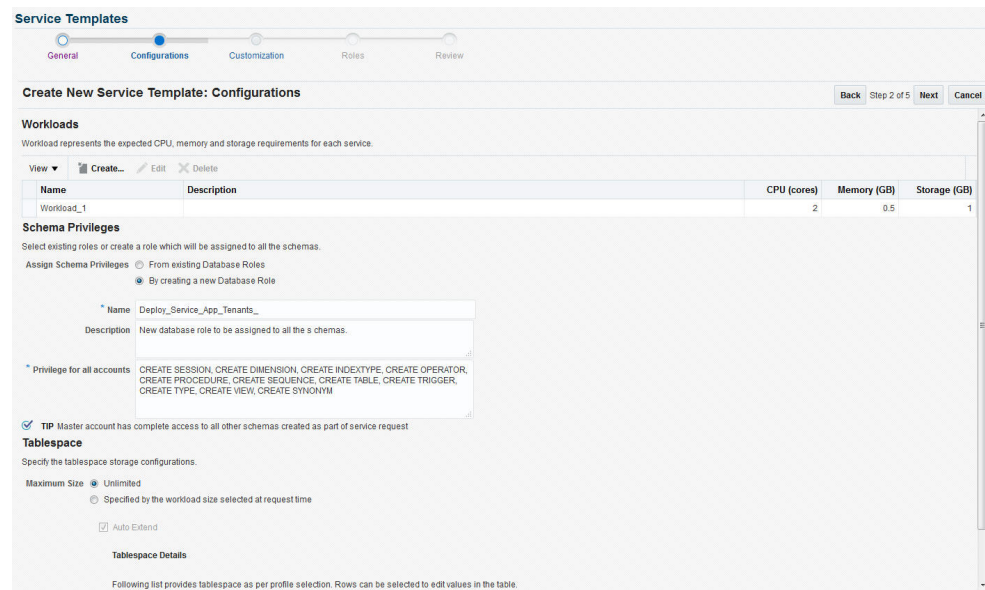 Service Templates
General Configurations Customization Roles Review
Create New Service Template: Configurations Back Step 2 of 5 Next Cancel
Workloads
Workload represents the expected CPU, memory and storage requirements for each service.
View Create... Edit Delete
Name Description CPU (cores) Memory (GB) Storage (GB)
Workload_1 2 0.5 1
Schema Privileges
Select existing roles or create a role which will be assigned to all the schemas.
Assign Schema Privileges From existing Database Roles
By creating a new Database Role
* Name Deploy_Service_App_Tenants_
Description New database role to be assigned to all the s chemas.
* Privilege for all accounts CREATE SESSION, CREATE DIMENSION, CREATE INDEXTYPE, CREATE OPERATOR,
CREATE PROCEDURE, CREATE SEQUENCE, CREATE TABLE, CREATE TRIGGER,
CREATE TYPE, CREATE VIEW, CREATE SYNONYM
TIP Master account has complete access to all other schemas created as part of service request
Tablespace
Specify the tablespace storage configurations.
Maximum Size Unlimited
Specified by the workload size selected at request time
Auto Extend
Tablespace Details
Following list provides tablespace as per profile selection. Rows can be selected to edit values in the table.